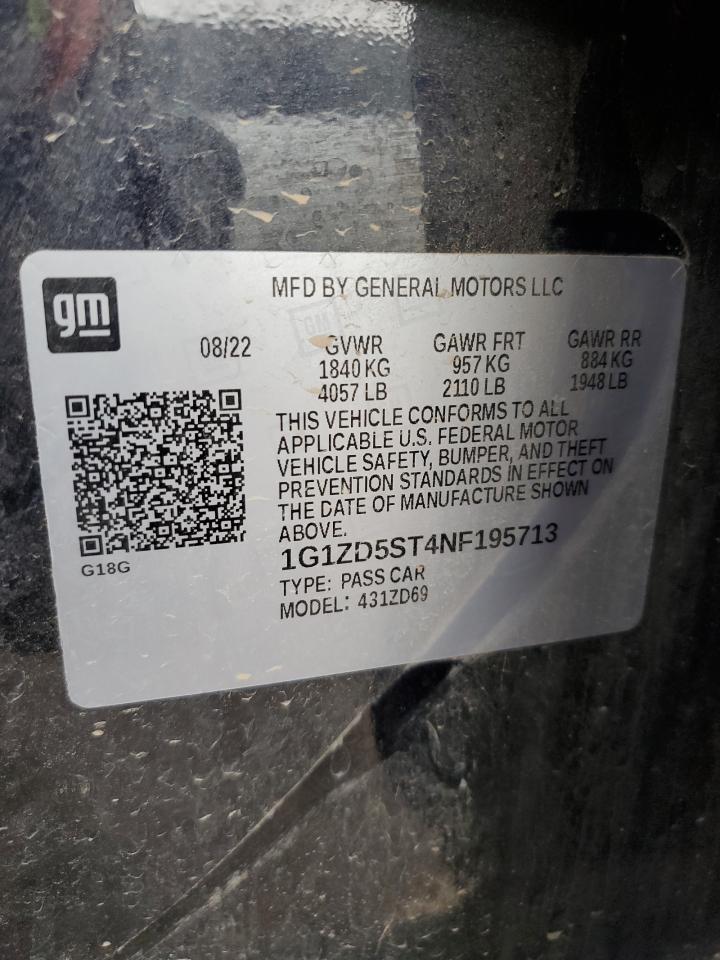 gm
MFD BY GENERAL MOTORS LLC
08/22 GVWR GAWR FRT GAWR RR
1840 KG 957 KG 884 KG
4057 LB 2110 LB 1948 LB
THIS VEHICLE CONFORMS TO ALL
APPLICABLE U.S. FEDERAL MOTOR
VEHICLE SAFETY, BUMPER, AND THEFT
PREVENTION STANDARDS IN EFFECT ON
THE DATE OF MANUFACTURE SHOWN
ABOVE.
1G1ZD5ST4NF195713
G18G
TYPE: PASS CAR
MODEL: 431ZD69